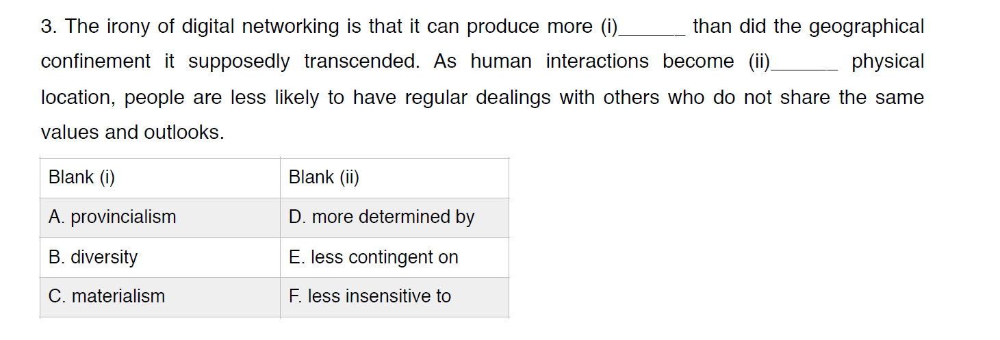 3. The irony of digital networking is that it can produce more (i)______ than did the geographical
confinement it supposedly transcended. As human interactions become (ii)______ physical
location, people are less likely to have regular dealings with others who do not share the same
values and outlooks.
Blank (i) Blank (ii)
A. provincialism D. more determined by
B. diversity E. less contingent on
C. materialism F. less insensitive to